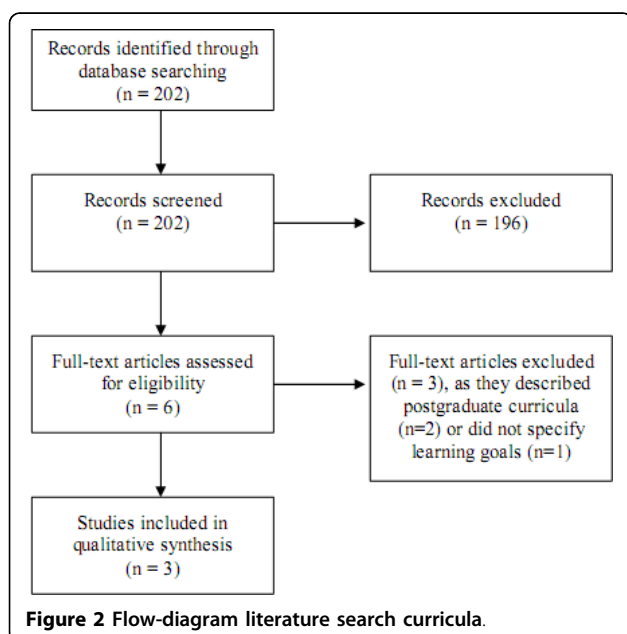 Records identified through
database searching
(n = 202)
Records screened
(n = 202)
Records excluded
(n = 196)
Full-text articles assessed
for eligibility
(n = 6)
Full-text articles excluded
(n = 3), as they described
postgraduate curricula
(n=2) or did not specify
learning goals (n=1)
Studies included in
qualitative synthesis
(n = 3)
Figure 2 Flow-diagram literature search curricula.